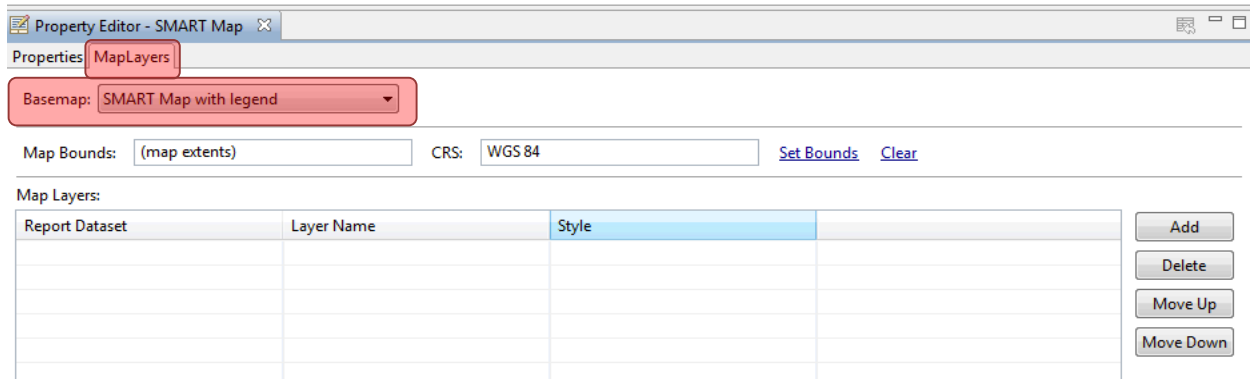 Property Editor - SMART Map
Properties MapLayers
Basemap: SMART Map with legend
Map Bounds: (map extents) CRS: WGS 84 Set Bounds Clear
Map Layers:
Report Dataset Layer Name Style
Add
Delete
Move Up
Move Down